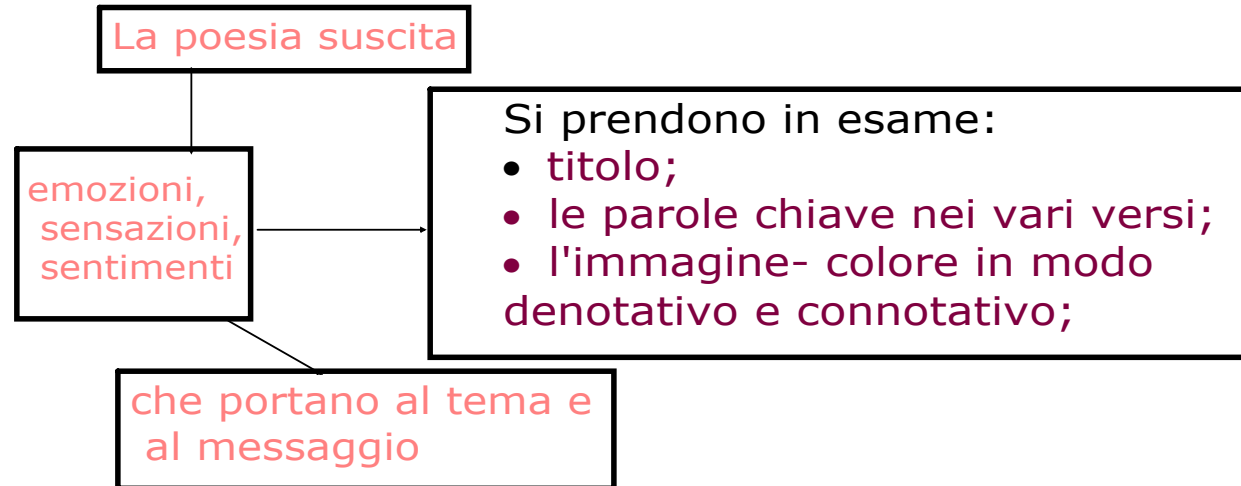 La poesia suscita
emozioni,
sensazioni,
sentimenti
Si prendono in esame:
• titolo;
• le parole chiave nei vari versi;
• l'immagine- colore in modo
denotativo e connotativo;
che portano al tema e
al messaggio